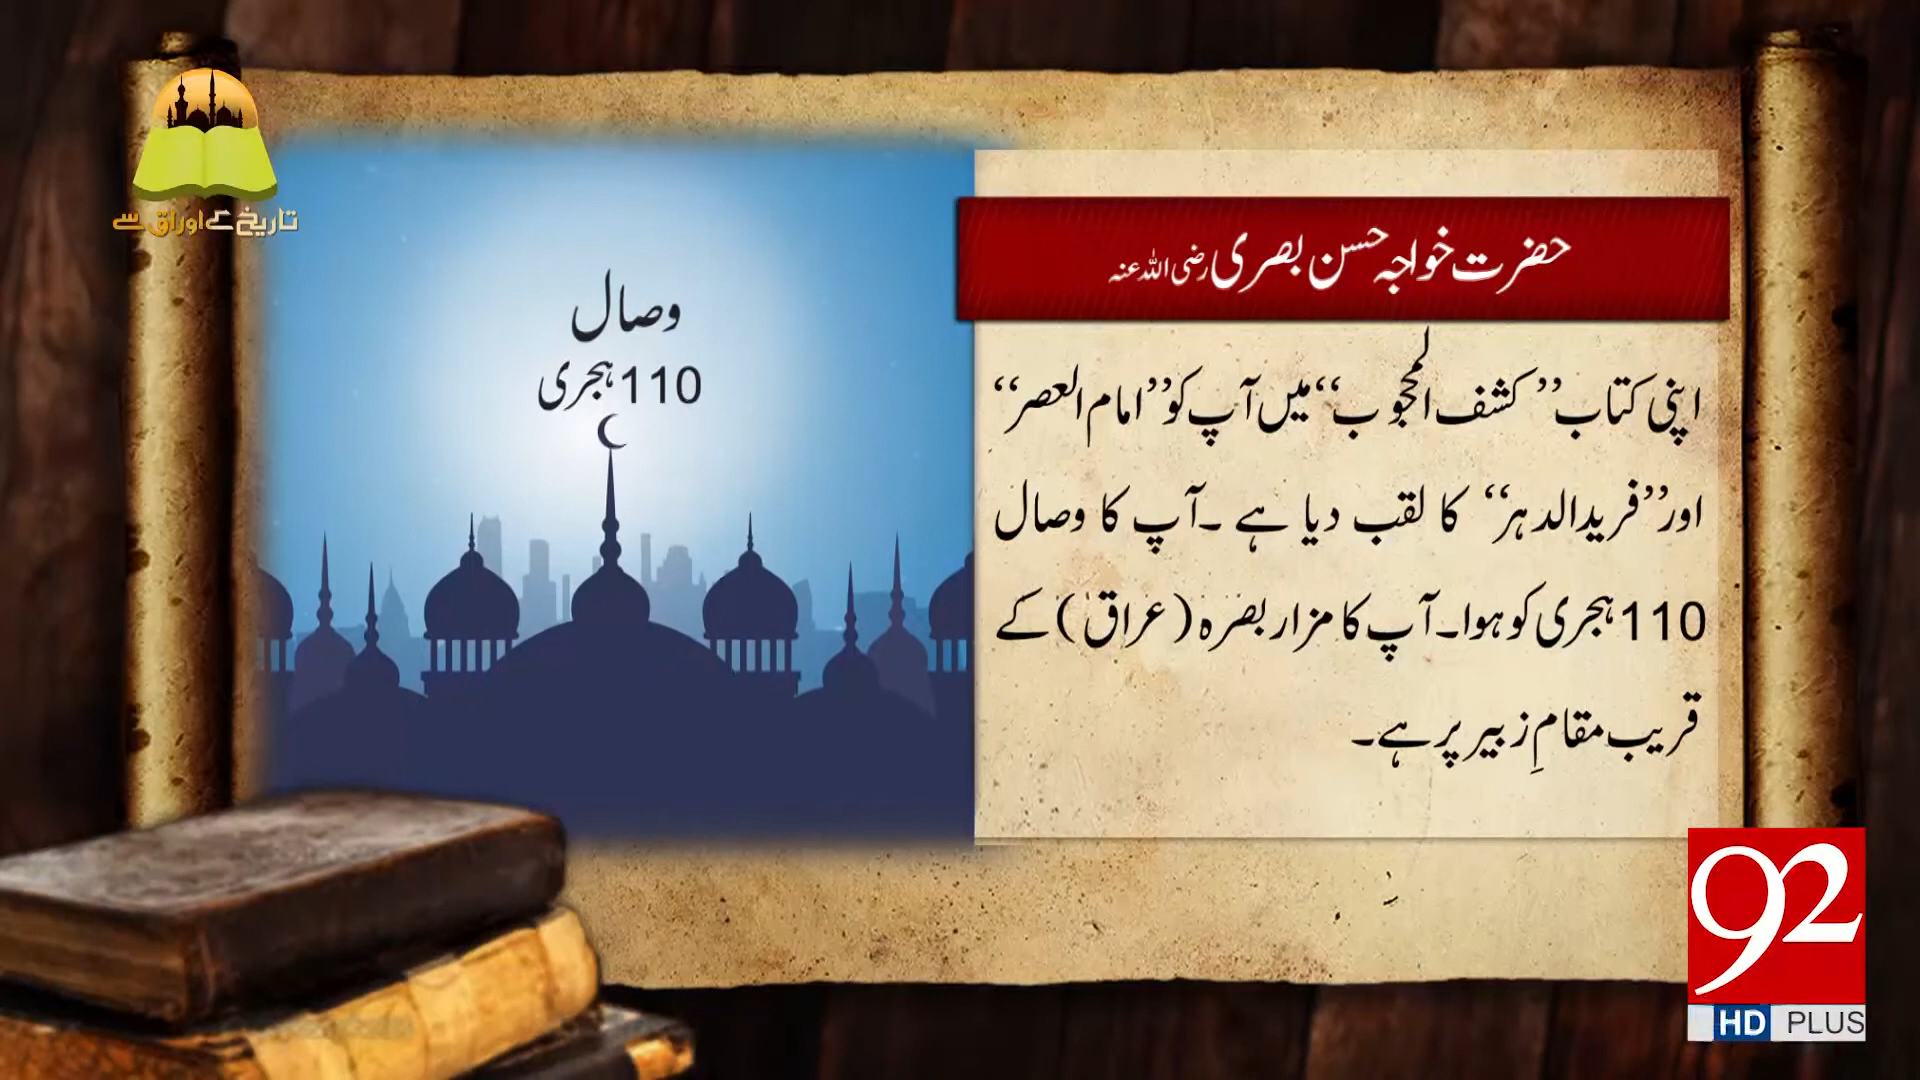 تاریخ کے اوراق سے
وصال
110 ہجری
حضرت خواجہ حسن بصری رضی اللہ عنہ
اپنی کتاب ”کشف المحجوب“ میں آپ کو ”امام العصر“
اور ”فرید الدہر“ کا لقب دیا ہے ۔ آپ کا وصال
110 ہجری کو ہوا۔ آپ کا مزار بصرہ (عراق) کے
قریب مقامِ زبیر پر ہے۔
92
HD PLUS